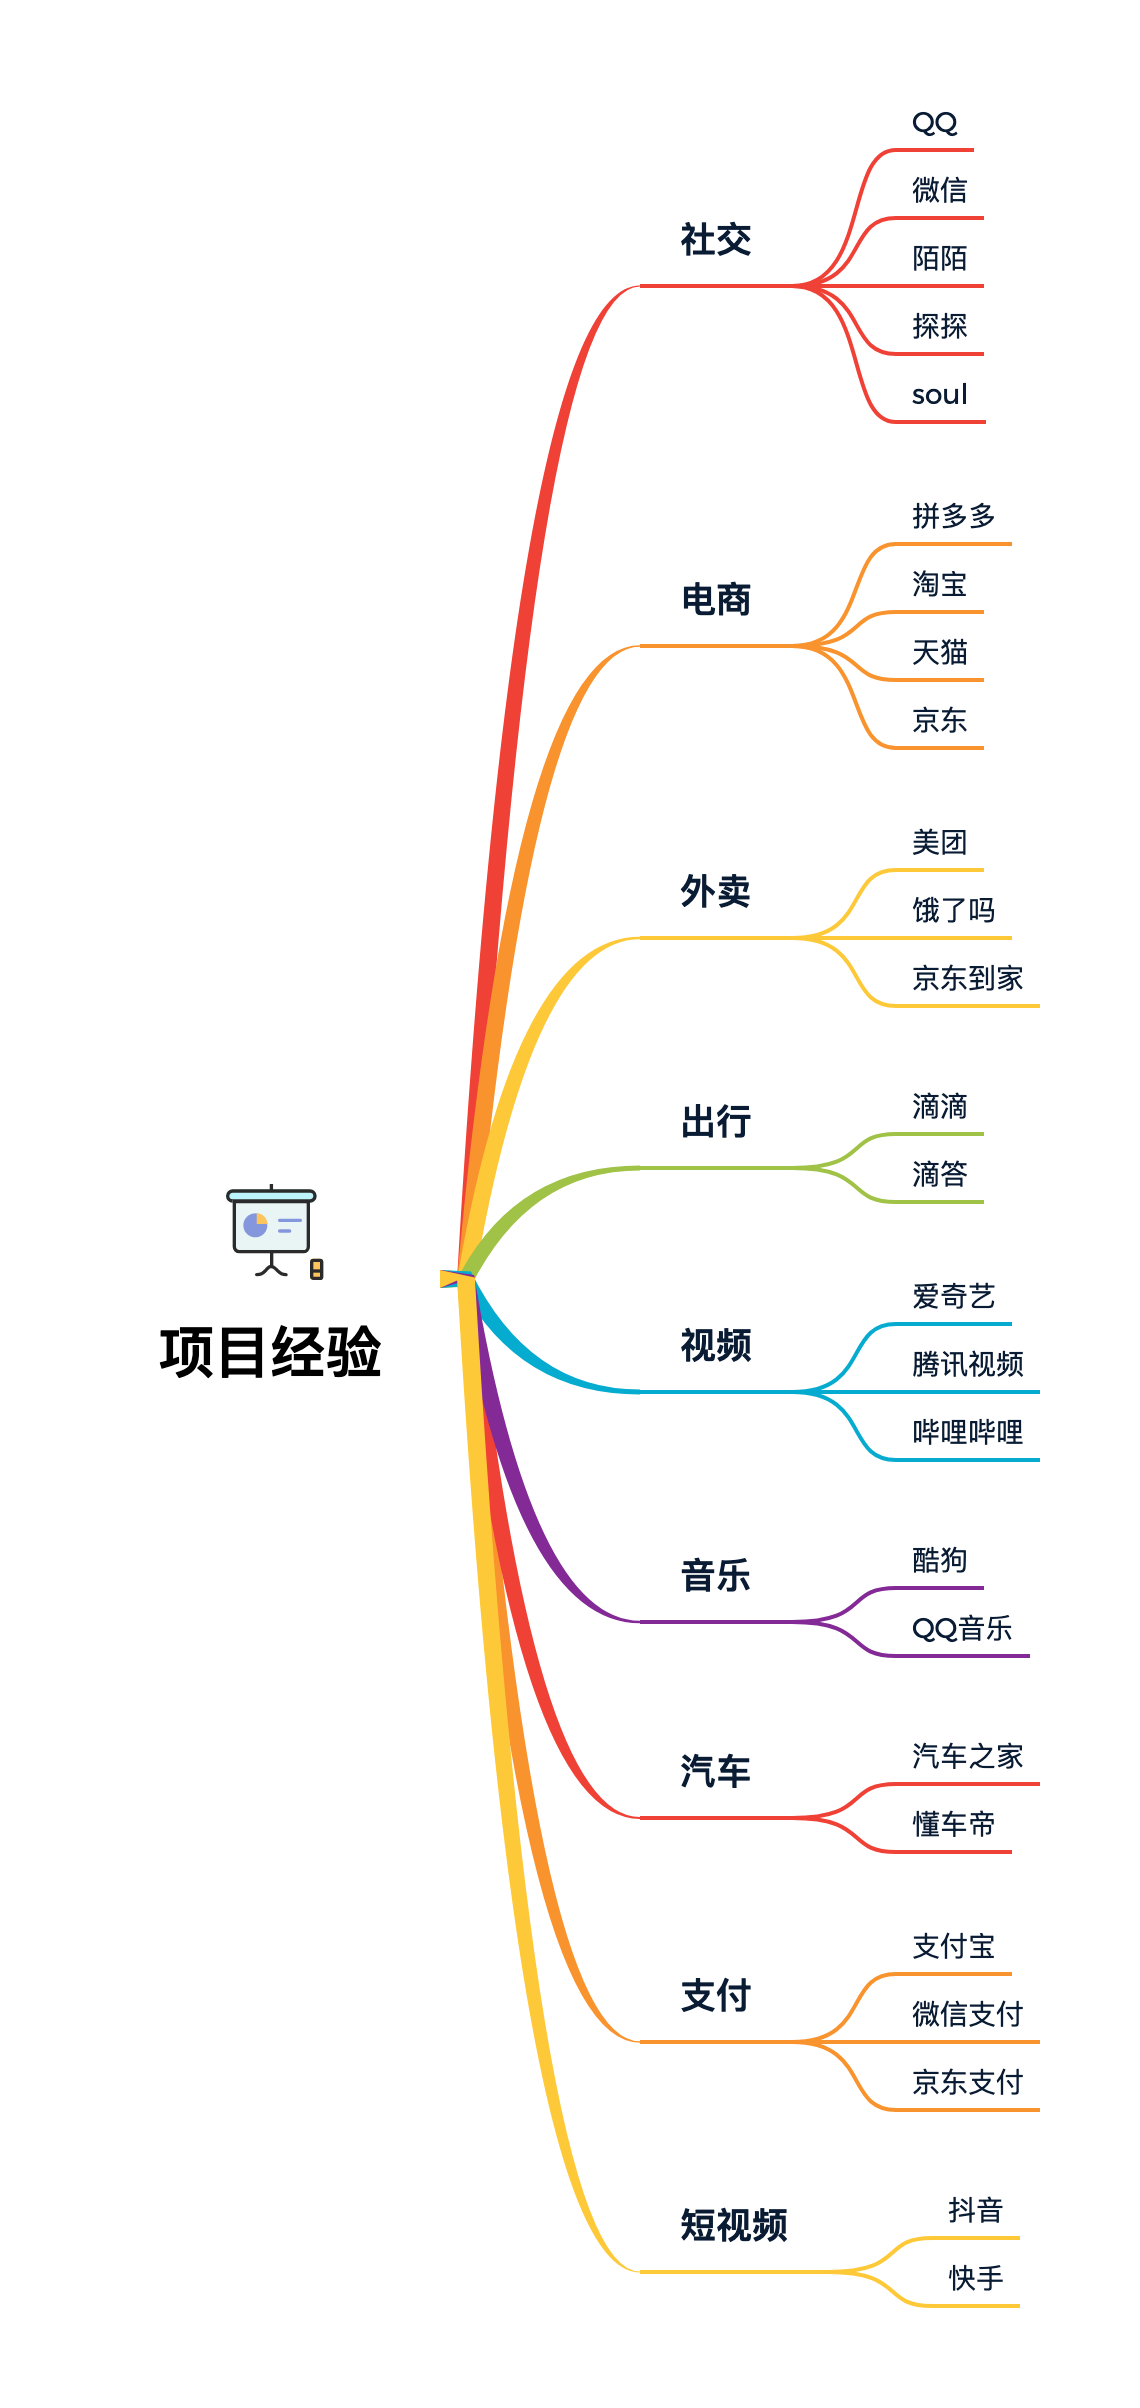 项目经验
社交
QQ
微信
陌陌
探探
soul
电商
拼多多
淘宝
天猫
京东
外卖
美团
饿了吗
京东到家
出行
滴滴
滴答
视频
爱奇艺
腾讯视频
哔哩哔哩
音乐
酷狗
QQ音乐
汽车
汽车之家
懂车帝
支付
支付宝
微信支付
京东支付
短视频
抖音
快手